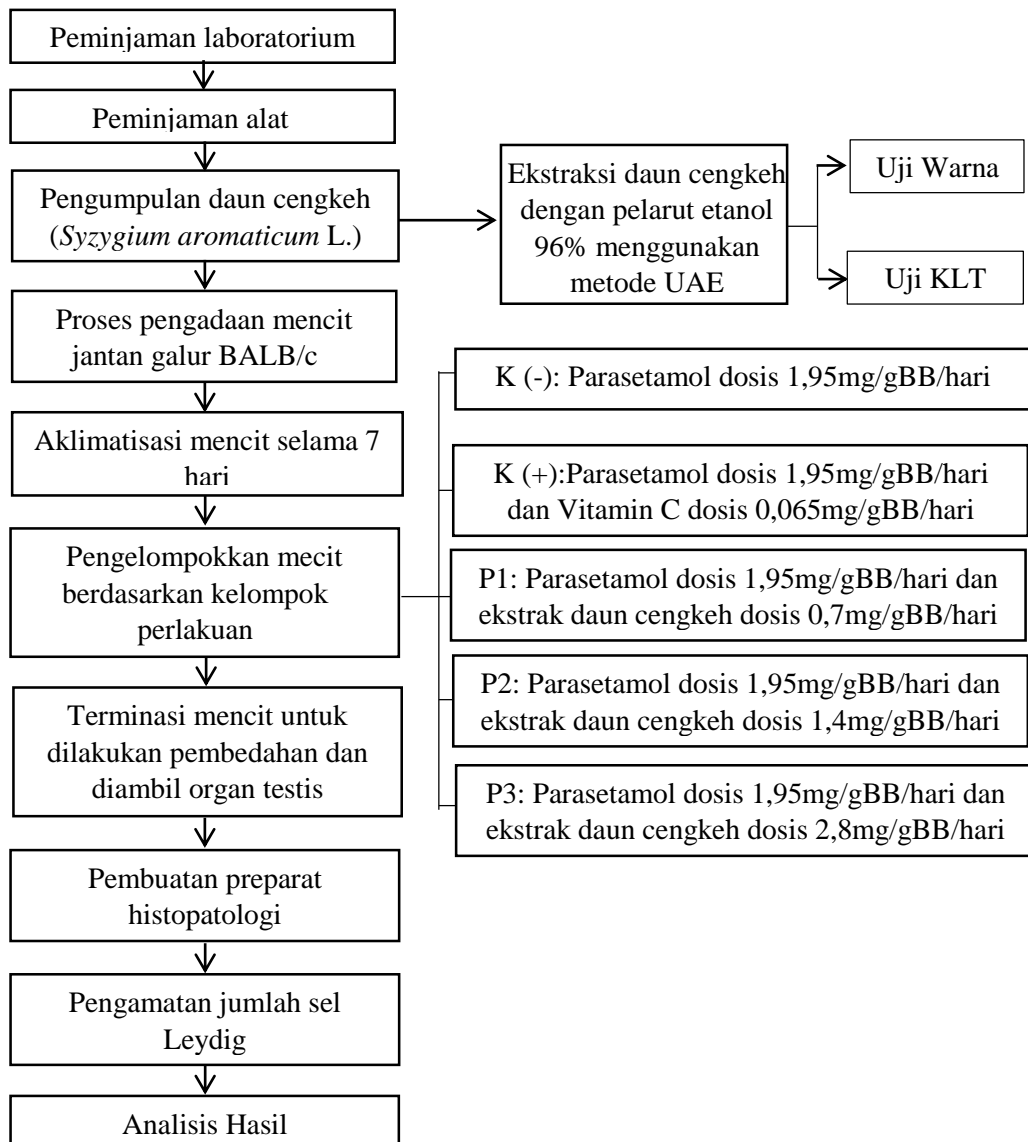 Peminjaman laboratorium
Peminjaman alat
Pengumpulan daun cengkeh
(Syzygium aromaticum L.)
Ekstraksi daun cengkeh
dengan pelarut etanol
96% menggunakan
metode UAE
Uji Warna
Uji KLT
Proses pengadaan mencit
jantan galur BALB/c
Aklimatisasi mencit selama 7
hari
Pengelompokkan mecit
berdasarkan kelompok
perlakuan
K (-): Parasetamol dosis 1,95mg/gBB/hari
K (+):Parasetamol dosis 1,95mg/gBB/hari
dan Vitamin C dosis 0,065mg/gBB/hari
P1: Parasetamol dosis 1,95mg/gBB/hari dan
ekstrak daun cengkeh dosis 0,7mg/gBB/hari
P2: Parasetamol dosis 1,95mg/gBB/hari dan
ekstrak daun cengkeh dosis 1,4mg/gBB/hari
P3: Parasetamol dosis 1,95mg/gBB/hari dan
ekstrak daun cengkeh dosis 2,8mg/gBB/hari
Terminasi mencit untuk
dilakukan pembedahan dan
diambil organ testis
Pembuatan preparat
histopatologi
Pengamatan jumlah sel
Leydig
Analisis Hasil